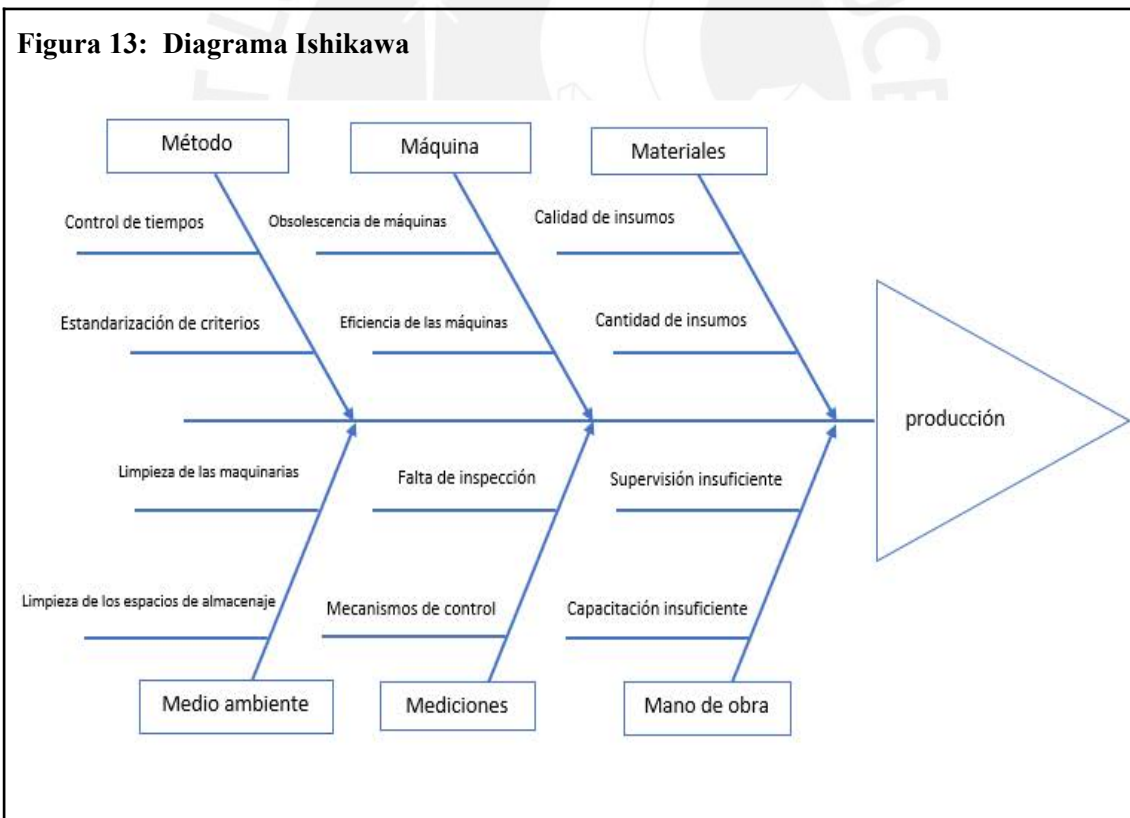 Figura 13: Diagrama Ishikawa
Método
Máquina
Materiales
Control de tiempos
Obsolescencia de máquinas
Calidad de insumos
Estandarización de criterios
Eficiencia de las máquinas
Cantidad de insumos
producción
Limpieza de las maquinarias
Falta de inspección
Supervisión insuficiente
Limpieza de los espacios de almacenaje
Mecanismos de control
Capacitación insuficiente
Medio ambiente
Mediciones
Mano de obra